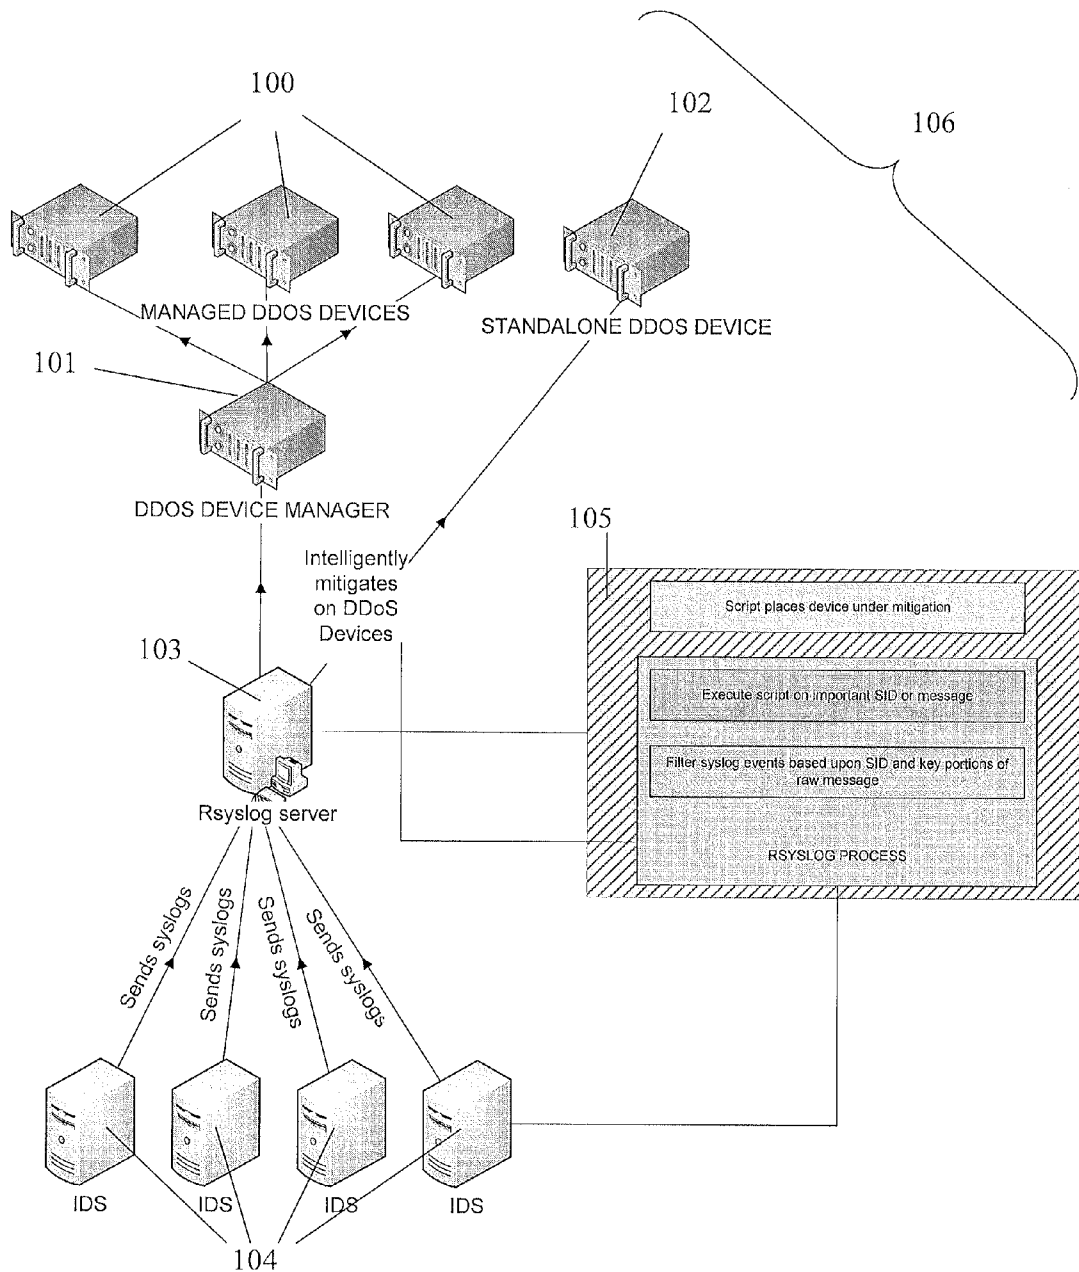 100
102
106
MANAGED DDOS DEVICES
STANDALONE DDOS DEVICE
101
DDOS DEVICE MANAGER
Intelligently
mitigates
on DDoS
Devices
105
Script places device under mitigation
Execute script on important SID or message
Filter syslog events based upon SID and key portions of
raw message
RSYSLOG PROCESS
103
Rsyslog server
Sends syslogs
Sends syslogs
Sends syslogs
Sends syslogs
IDS
IDS
IDS
IDS
104